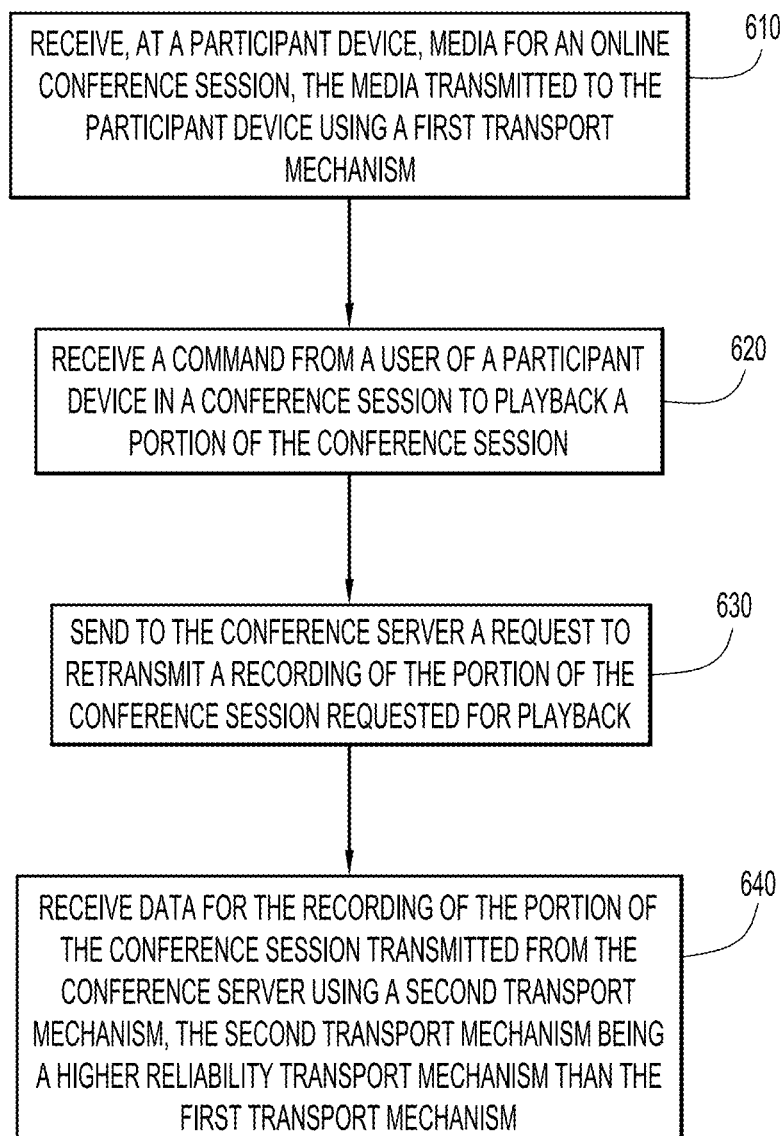 RECEIVE, AT A PARTICIPANT DEVICE, MEDIA FOR AN ONLINE
CONFERENCE SESSION, THE MEDIA TRANSMITTED TO THE
PARTICIPANT DEVICE USING A FIRST TRANSPORT
MECHANISM
610
RECEIVE A COMMAND FROM A USER OF A PARTICIPANT
DEVICE IN A CONFERENCE SESSION TO PLAYBACK A
PORTION OF THE CONFERENCE SESSION
620
SEND TO THE CONFERENCE SERVER A REQUEST TO
RETRANSMIT A RECORDING OF THE PORTION OF THE
CONFERENCE SESSION REQUESTED FOR PLAYBACK
630
RECEIVE DATA FOR THE RECORDING OF THE PORTION OF
THE CONFERENCE SESSION TRANSMITTED FROM THE
CONFERENCE SERVER USING A SECOND TRANSPORT
MECHANISM, THE SECOND TRANSPORT MECHANISM BEING
A HIGHER RELIABILITY TRANSPORT MECHANISM THAN THE
FIRST TRANSPORT MECHANISM
640